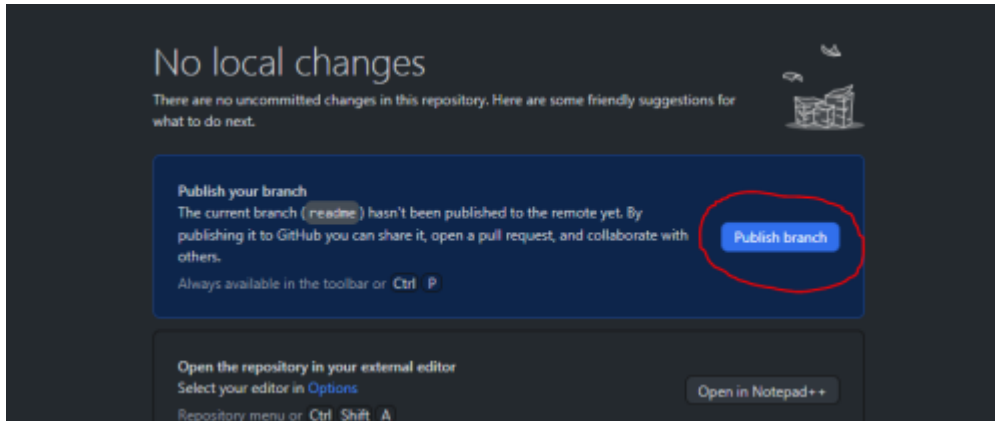 No local changes
There are no uncommitted changes in this repository. Here are some friendly suggestions for
what to do next.
Publish your branch
The current branch ( readme ) hasn't been published to the remote yet. By
publishing it to GitHub you can share it, open a pull request, and collaborate with
others.
Always available in the toolbar or Ctrl P
Publish branch
Open the repository in your external editor
Select your editor in Options
Repository menu or Ctrl Shift A
Open in Notepad++